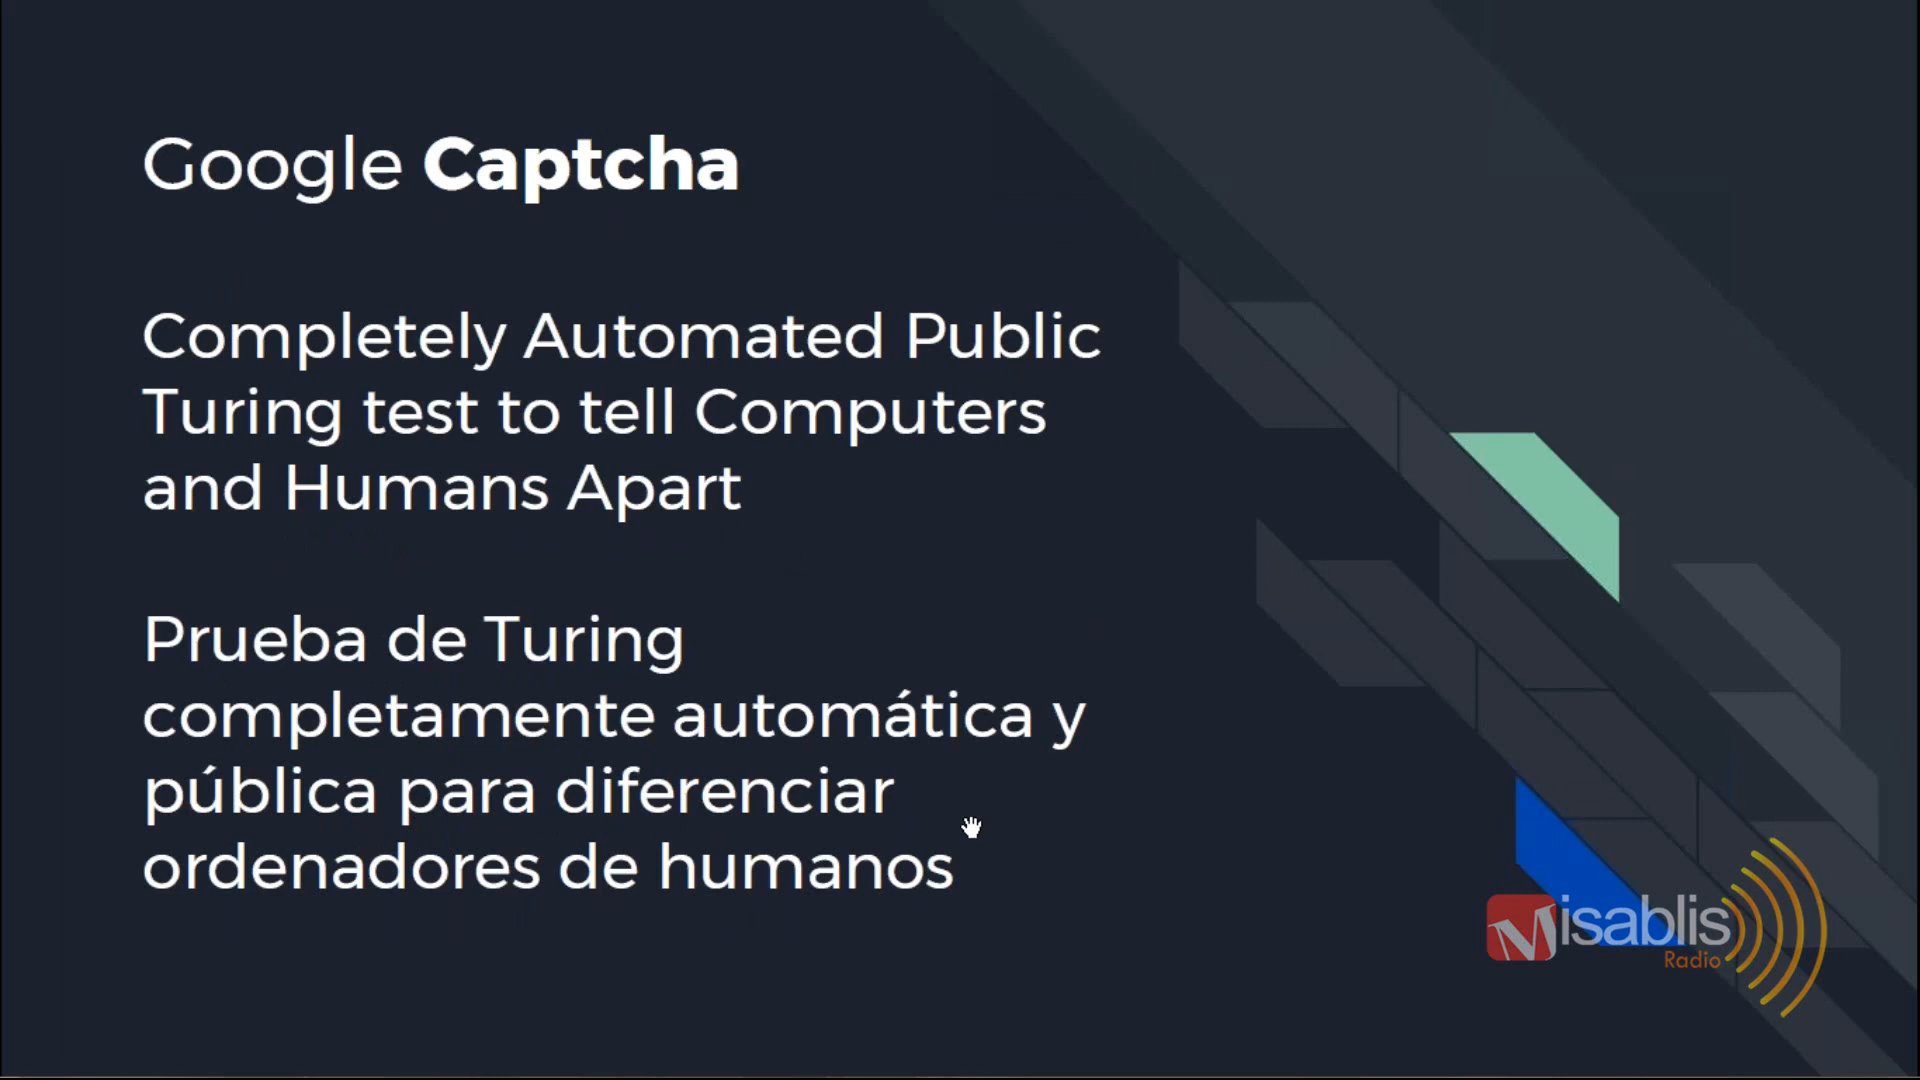 Google Captcha
Completely Automated Public
Turing test to tell Computers
and Humans Apart
Prueba de Turing
completamente automática y
pública para diferenciar
ordenadores de humanos
Misablis
Radio